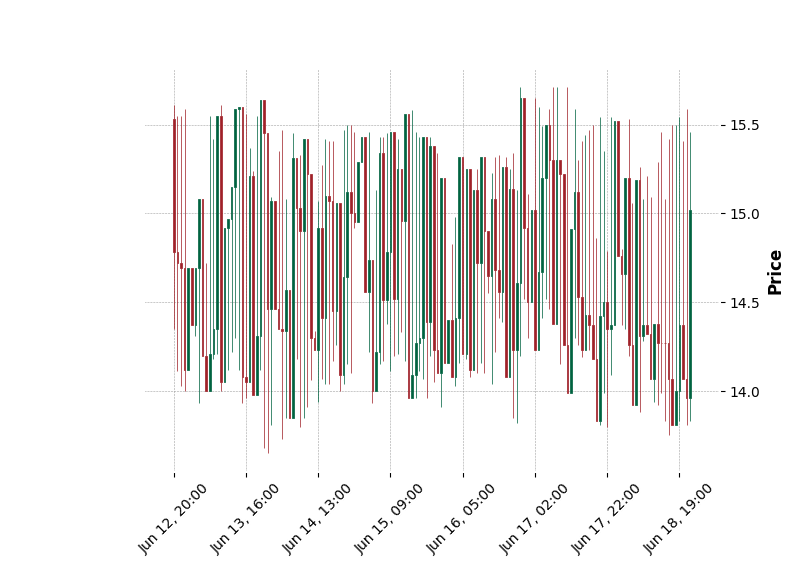 15.5
15.0
14.5
14.0
Price
Jun 12, 20:00
Jun 13, 16:00
Jun 14, 13:00
Jun 15, 09:00
Jun 16, 05:00
Jun 17, 02:00
Jun 17, 22:00
Jun 18, 19:00